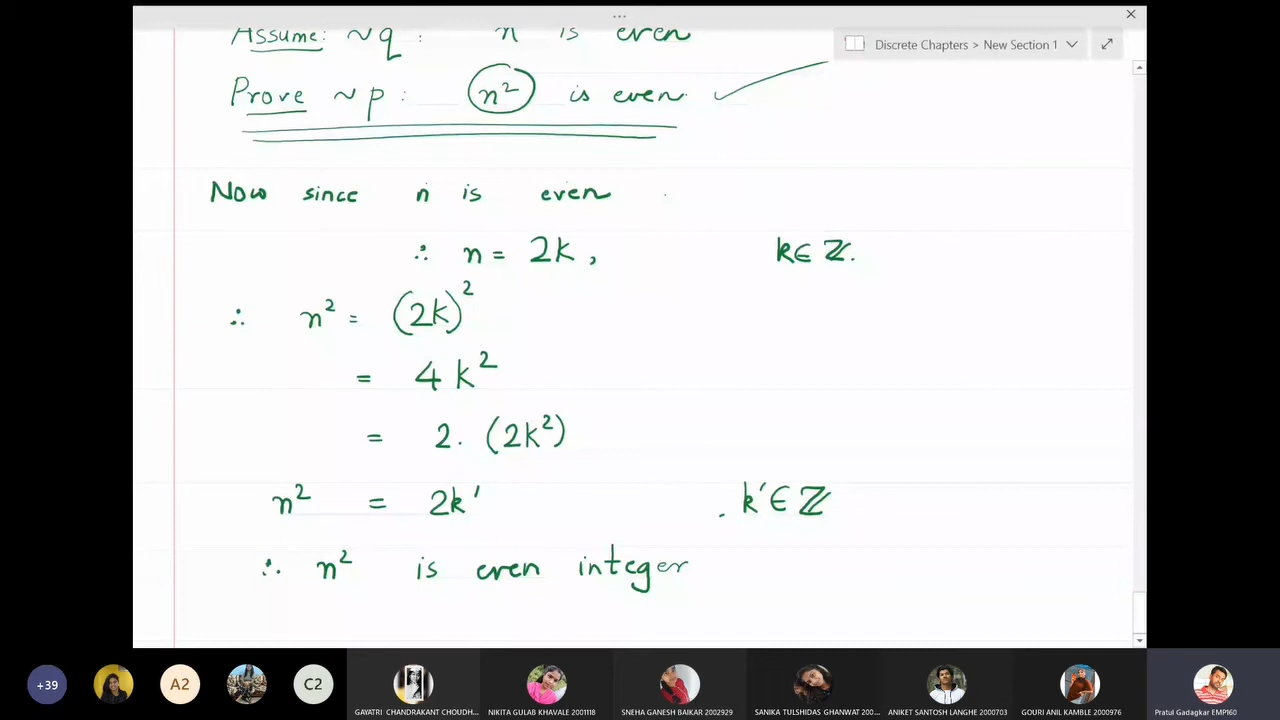 ...
Assume: ~q : n is even
Discrete Chapters > New Section 1
Prove ~p : n² is even.
Now since n is even
∴ n = 2k, k ∈ ℤ.
∴ n² = (2k)²
= 4k²
= 2. (2k²)
n² = 2k' . k' ∈ ℤ
∴ n² is even integer
+39
A2
C2
GAYATRI CHANDRAKANT CHOUDH...
NIKITA GULAB KHAVALE 2001118
SNEHA GANESH BAIKAR 2002929
SANIKA TULSHIDAS GHANWAT 200...
ANIKET SANTOSH LANGHE 2000703
GOURI ANIL KAMBLE 2000976
Pratul Gadagkar EMP160